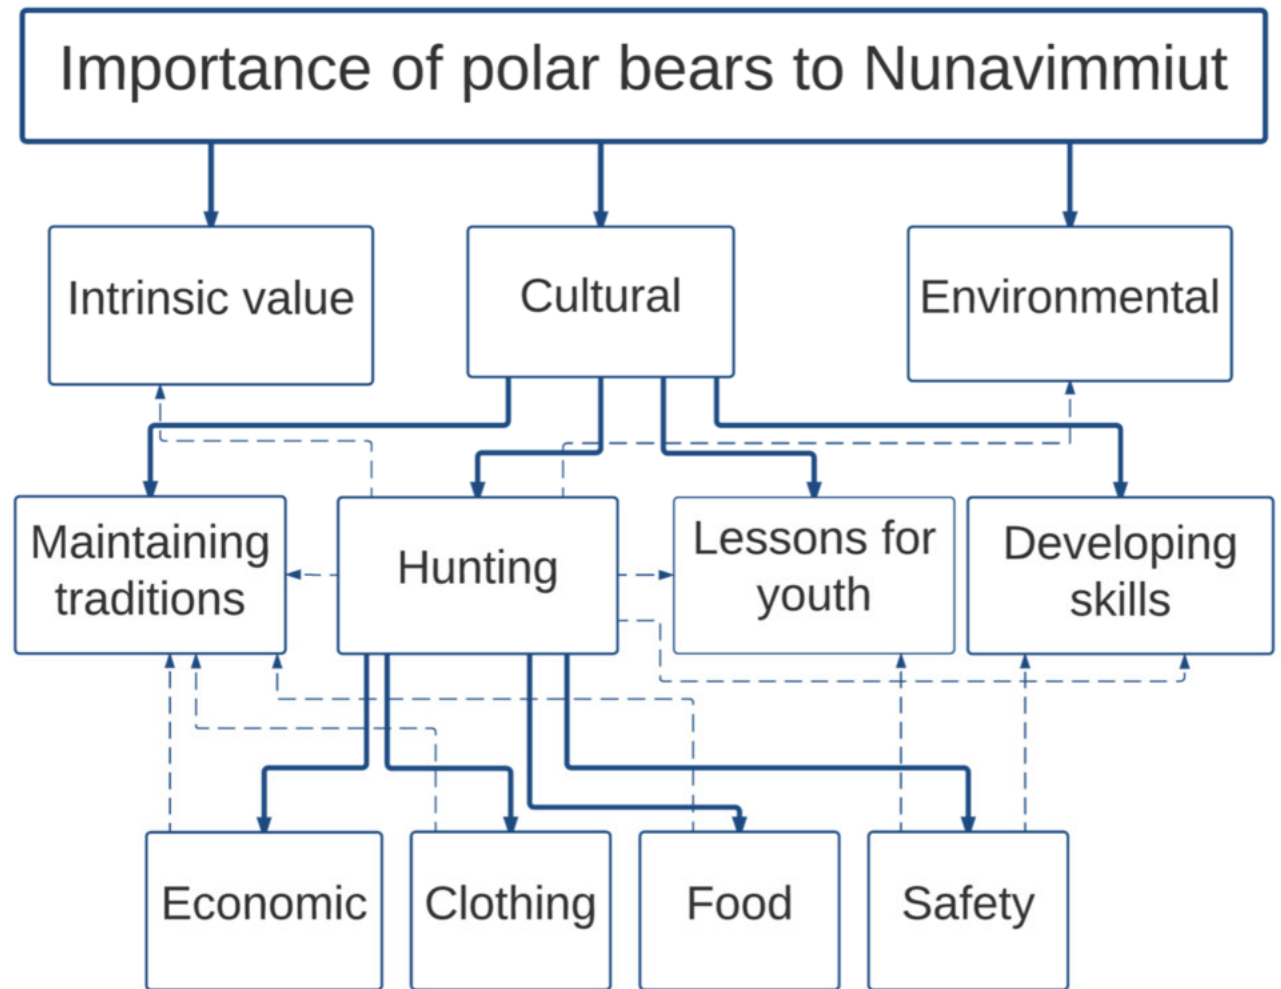 Importance of polar bears to Nunavimmiut
Intrinsic value
Cultural
Environmental
Maintaining
traditions
Hunting
Lessons for
youth
Developing
skills
Economic
Clothing
Food
Safety